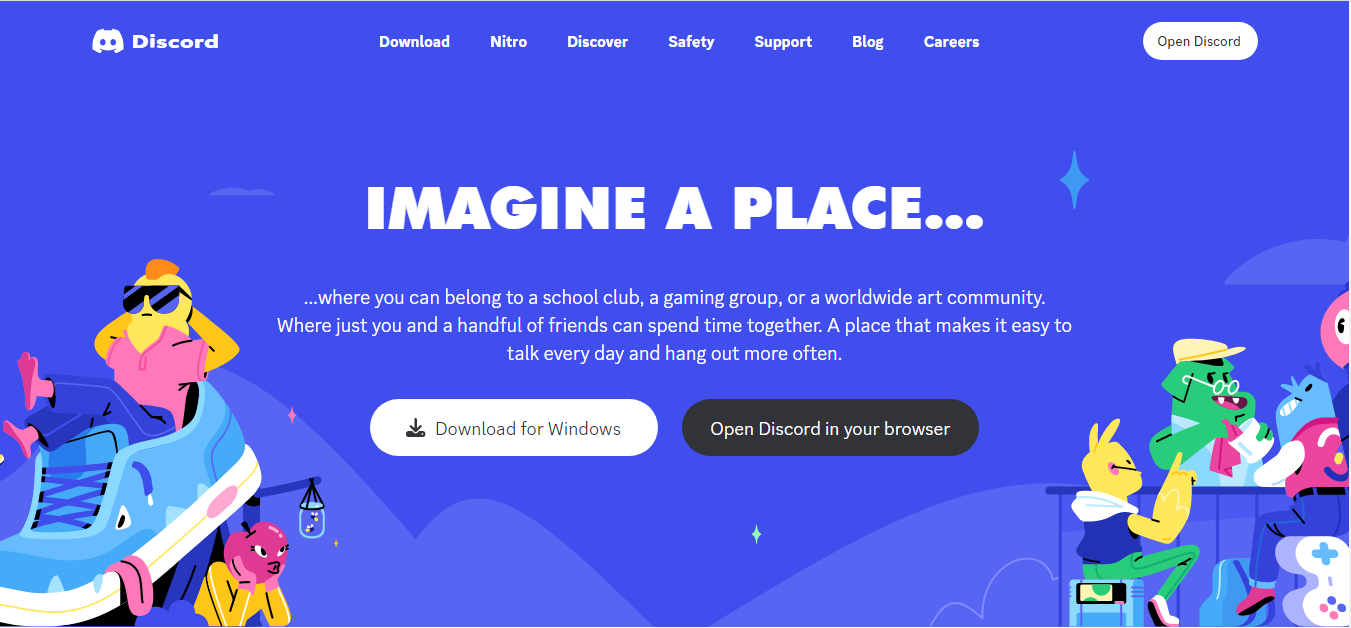 Discord
Download
Nitro
Discover
Safety
Support
Blog
Careers
Open Discord
IMAGINE A PLACE...
...where you can belong to a school club, a gaming group, or a worldwide art community.
Where just you and a handful of friends can spend time together. A place that makes it easy to
talk every day and hang out more often.
Download for Windows
Open Discord in your browser